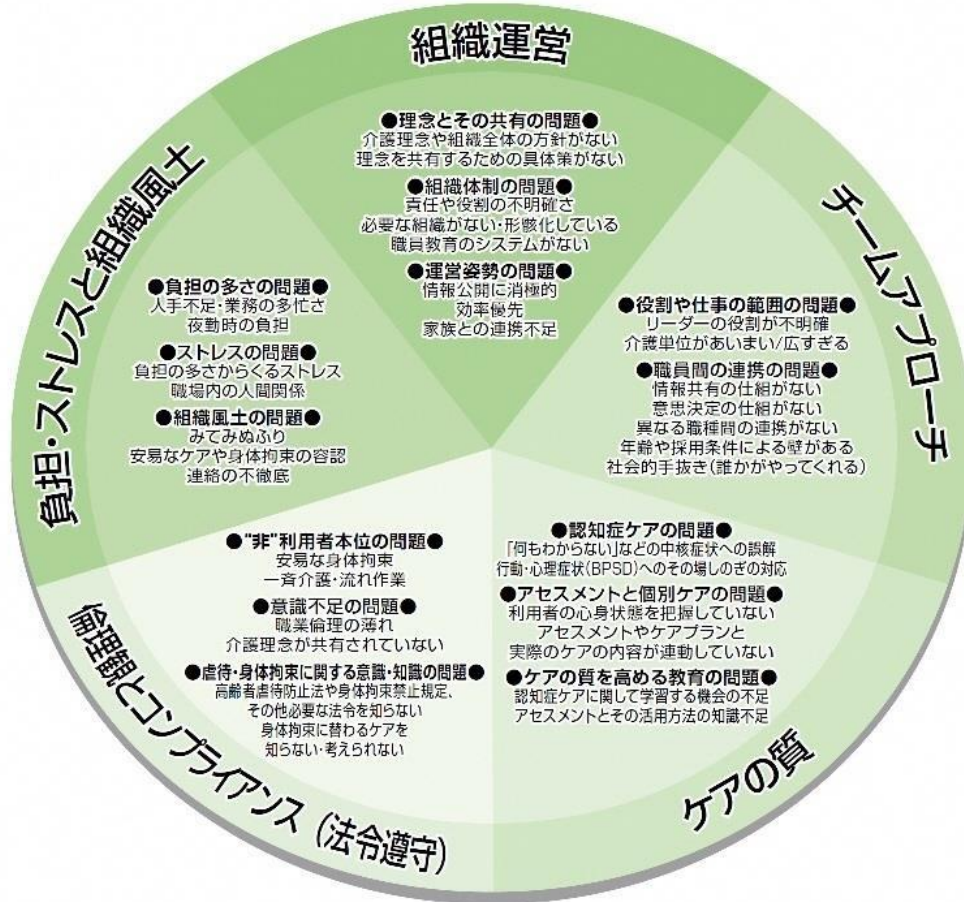 組織運営
●理念とその共有の問題●
介護理念や組織全体の方針がない
理念を共有するための具体策がない
●組織体制の問題●
責任や役割の不明確さ
必要な組織がない・形骸化している
職員教育のシステムがない
●運営姿勢の問題●
情報公開に消極的
効率優先
家族との連携不足
チームアプローチ
●役割や仕事の範囲の問題●
リーダーの役割が不明確
介護単位があいまい/広すぎる
●職員間の連携の問題●
情報共有の仕組がない
意思決定の仕組がない
異なる職種間の連携がない
年齢や採用条件による壁がある
社会的手抜き(誰かがやってくれる)
ケアの質
●認知症ケアの問題●
「何もわからない」などの中核症状への誤解
行動・心理症状(BPSD)へのその場しのぎの対応
●アセスメントと個別ケアの問題●
利用者の心身状態を把握していない
アセスメントやケアプランと
実際のケアの内容が連動していない
●ケアの質を高める教育の問題●
認知症ケアに関して学習する機会の不足
アセスメントとその活用方法の知識不足
倫理観とコンプライアンス(法令遵守)
●"非"利用者本位の問題●
安易な身体拘束
一斉介護・流れ作業
●意識不足の問題●
職業倫理の薄れ
介護理念が共有されていない
●虐待・身体拘束に関する意識・知識の問題●
高齢者虐待防止法や身体拘束禁止規定、
その他必要な法令を知らない
身体拘束に替わるケアを
知らない・考えられない
負担・ストレスと組織風土
●負担の多さの問題●
人手不足・業務の多忙さ
夜勤時の負担
●ストレスの問題●
負担の多さからくるストレス
職場内の人間関係
●組織風土の問題●
みてみぬふり
安易なケアや身体拘束の容認
連絡の不徹底